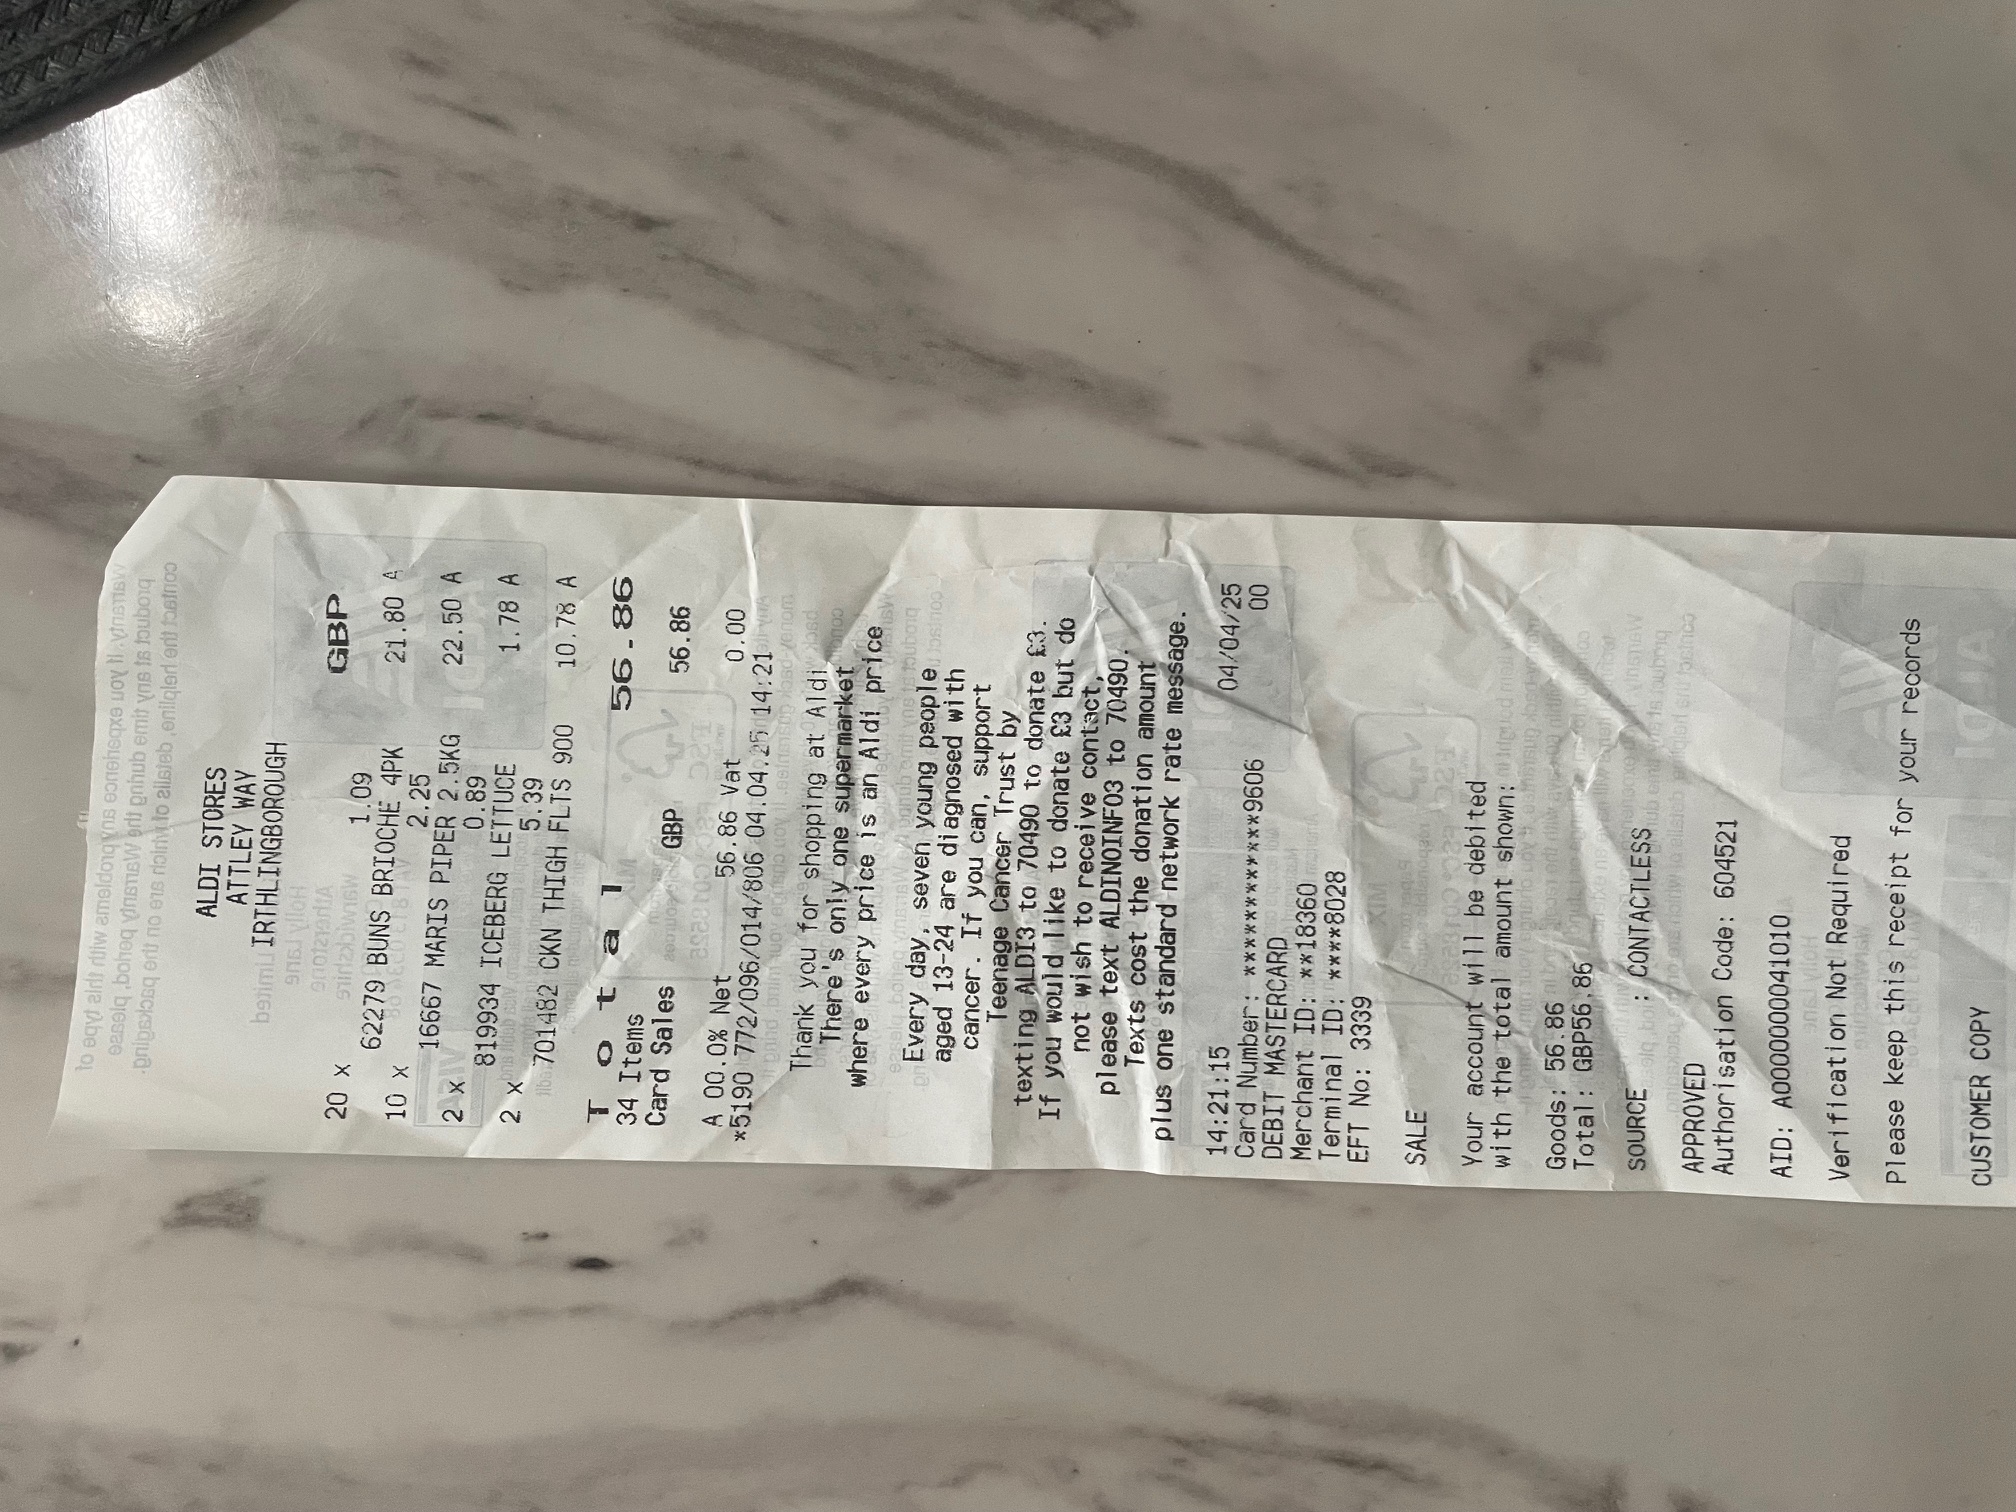 ALDI STORES
ATTLEY WAY
IRTHLINGBOROUGH
GBP
20 x 1.09
62279 BUNS BRIOCHE 4PK 21.80 A
10 x 2.25
16667 MARIS PIPER 2.5KG 22.50 A
2 x 0.89
819934 ICEBERG LETTUCE 1.78 A
2 x 5.39
701482 CKN THIGH FLTS 900 10.78 A
Total 56.86
34 Items
Card Sales GBP 56.86
A 00.0% Net 56.86 Vat 0.00
*5190 772/096/014/806 04.04.25 14:21
Thank you for shopping at Aldi
There's only one supermarket
where every price is an Aldi price
Every day, seven young people
aged 13-24 are diagnosed with
cancer. If you can, support
Teenage Cancer Trust by
texting ALDI3 to 70490 to donate £3.
If you would like to donate £3 but do
not wish to receive contact,
please text ALDINOINFO3 to 70490.
Texts cost the donation amount
plus one standard network rate message.
14:21:15 04/04/25
Card Number: ************9606 00
DEBIT MASTERCARD
Merchant ID: **18360
Terminal ID: ****8028
EFT No: 3339
SALE
Your account will be debited
with the total amount shown:
Goods: 56.86
Total: GBP56.86
SOURCE : CONTACTLESS
APPROVED
Authorisation Code: 604521
AID: A0000000041010
Verification Not Required
Please keep this receipt for your records
CUSTOMER COPY